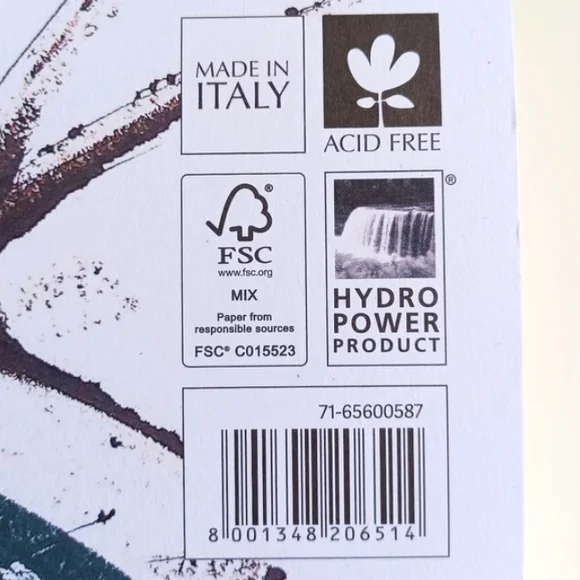 MADE IN
ITALY
ACID FREE
FSC®
www.fsc.org
MIX
Paper from
responsible sources
FSC® C015523
®
HYDRO
POWER
PRODUCT
71-65600587
8 001348 206514